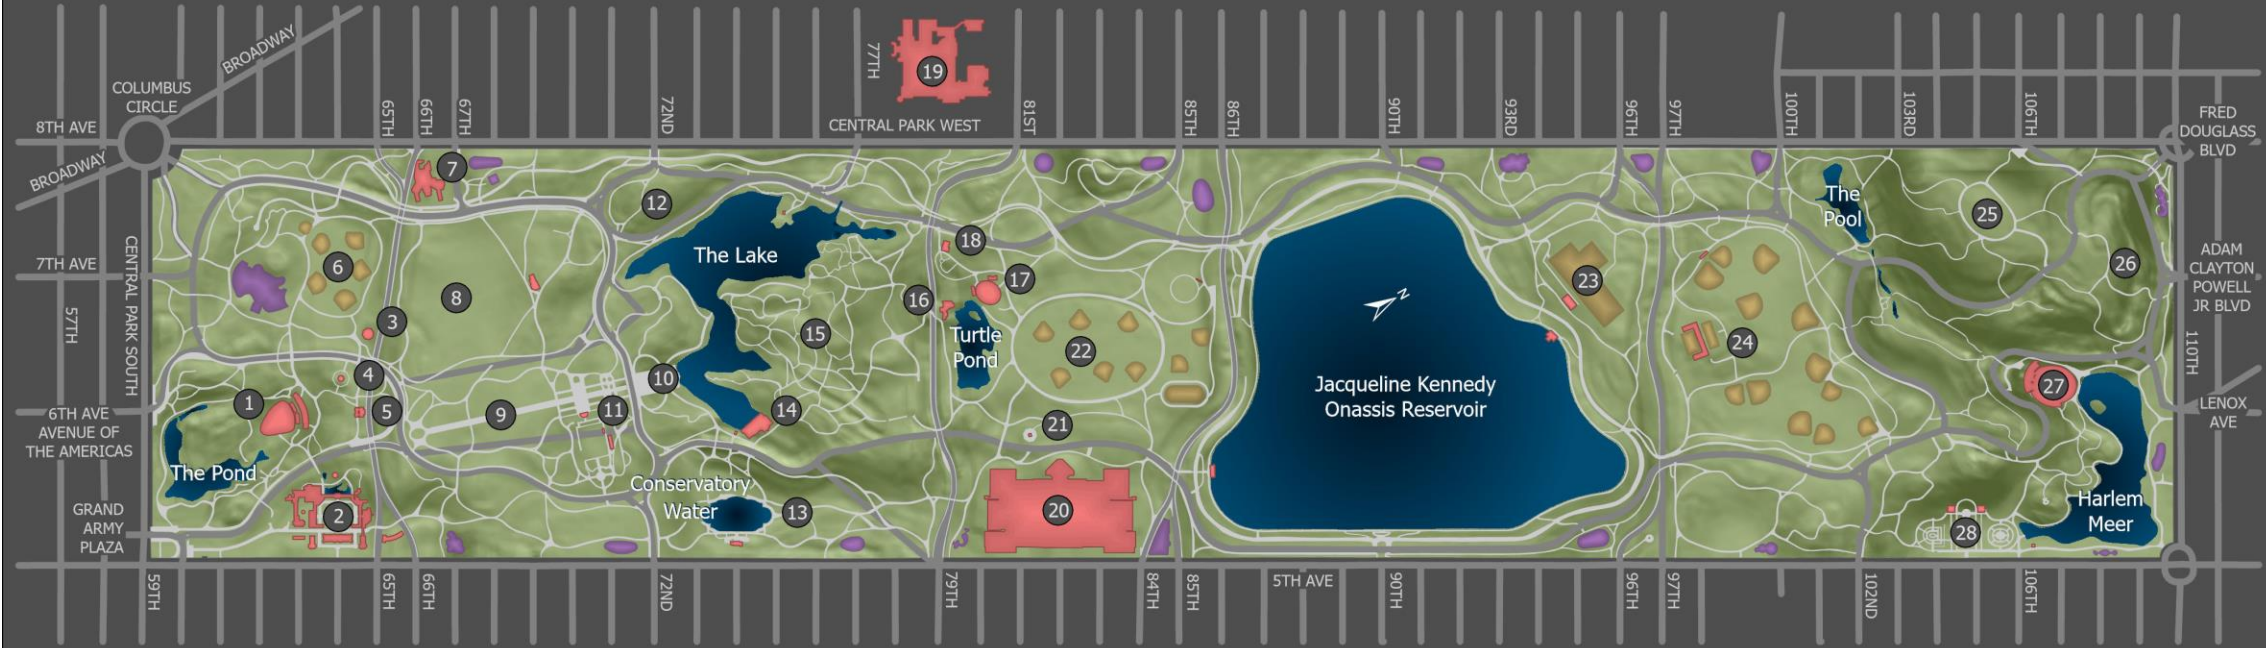 BROADWAY
COLUMBUS
CIRCLE
8TH AVE
BROADWAY
65TH
66TH
67TH
72ND
77TH
19
CENTRAL PARK WEST
81ST
85TH
86TH
90TH
93RD
96TH
97TH
100TH
103RD
106TH
FRED
DOUGLASS
BLVD
7TH AVE
57TH
CENTRAL PARK SOUTH
6TH AVE
AVENUE OF
THE AMERICAS
GRAND
ARMY
PLAZA
7
12
6
8
3
4
5
1
9
The Pond
2
The Lake
10
11
14
15
Conservatory
Water
13
18
17
16
Turtle
Pond
22
21
20
N
Jacqueline Kennedy
Onassis Reservoir
23
24
The
Pool
25
26
27
28
Harlem
Meer
ADAM
CLAYTON
POWELL
JR BLVD
110TH
LENOX
AVE
59TH
65TH
66TH
72ND
79TH
84TH
85TH
5TH AVE
90TH
96TH
97TH
102ND
106TH